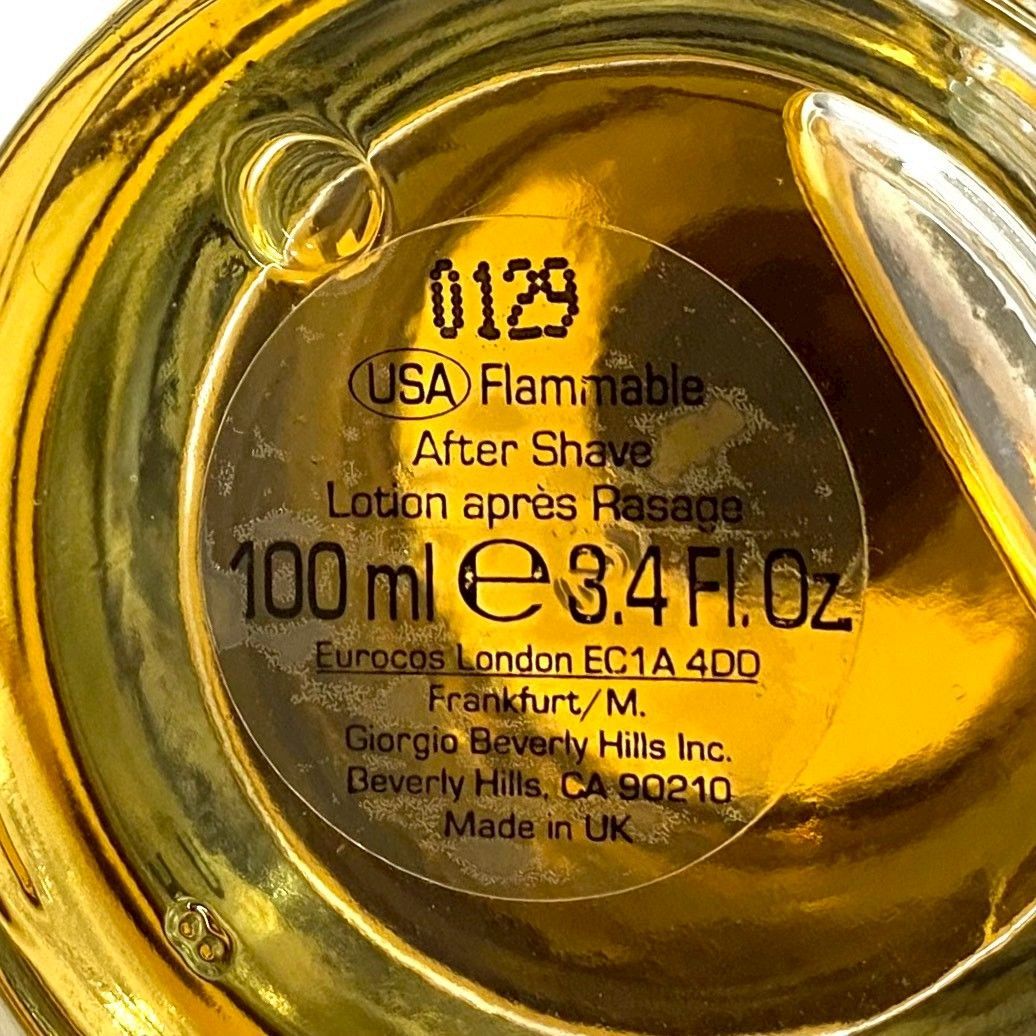 0129
USA Flammable
After Shave
Lotion après Rasage
100 ml e 3.4 Fl. Oz.
Eurocos London EC1A 4DD
Frankfurt/M.
Giorgio Beverly Hills Inc.
Beverly Hills, CA 90210
Made in UK
8